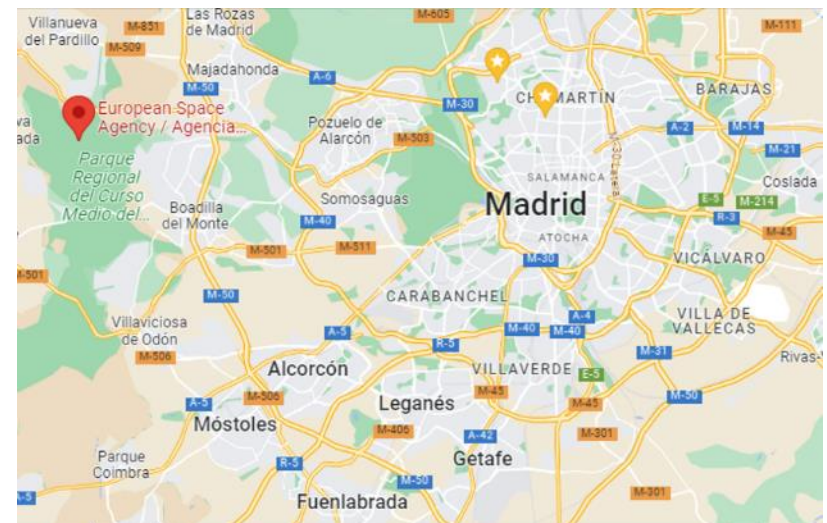 Villanueva
del Pardillo
M-851
M-509
Las Rozas
de Madrid
M-605
M-111
Majadahonda
M-50
A-6
European Space
Agency / Agencia...
va
ada
Pozuelo de
Alarcón
M-503
M-30
CH
MARTÍN
BARAJAS
A-2
M-14
M-21
Parque
Regional
del Curso
Medio del...
Boadilla
del Monte
Somosaguas
M-40
SALAMANCA
Madrid
ATOCHA
M-30
Coslada
E-5
M-214
R-3
M-45
M-501
M-511
M-501
M-50
VICÁLVARO
CARABANCHEL
Villaviciosa
de Odón
M-506
A-5
R-5
M-40
A-4
M-40
VILLA DE
VALLECAS
M-31
Rivas-V
Alcorcón
VILLAVERDE
E-5
M-50
A-5
M-506
Leganés
M-45
M-45
Móstoles
M-406
A-42
M-301
Parque
Coimbra
R-5
Getafe
A-5
M-50
M-301
Fuenlabrada